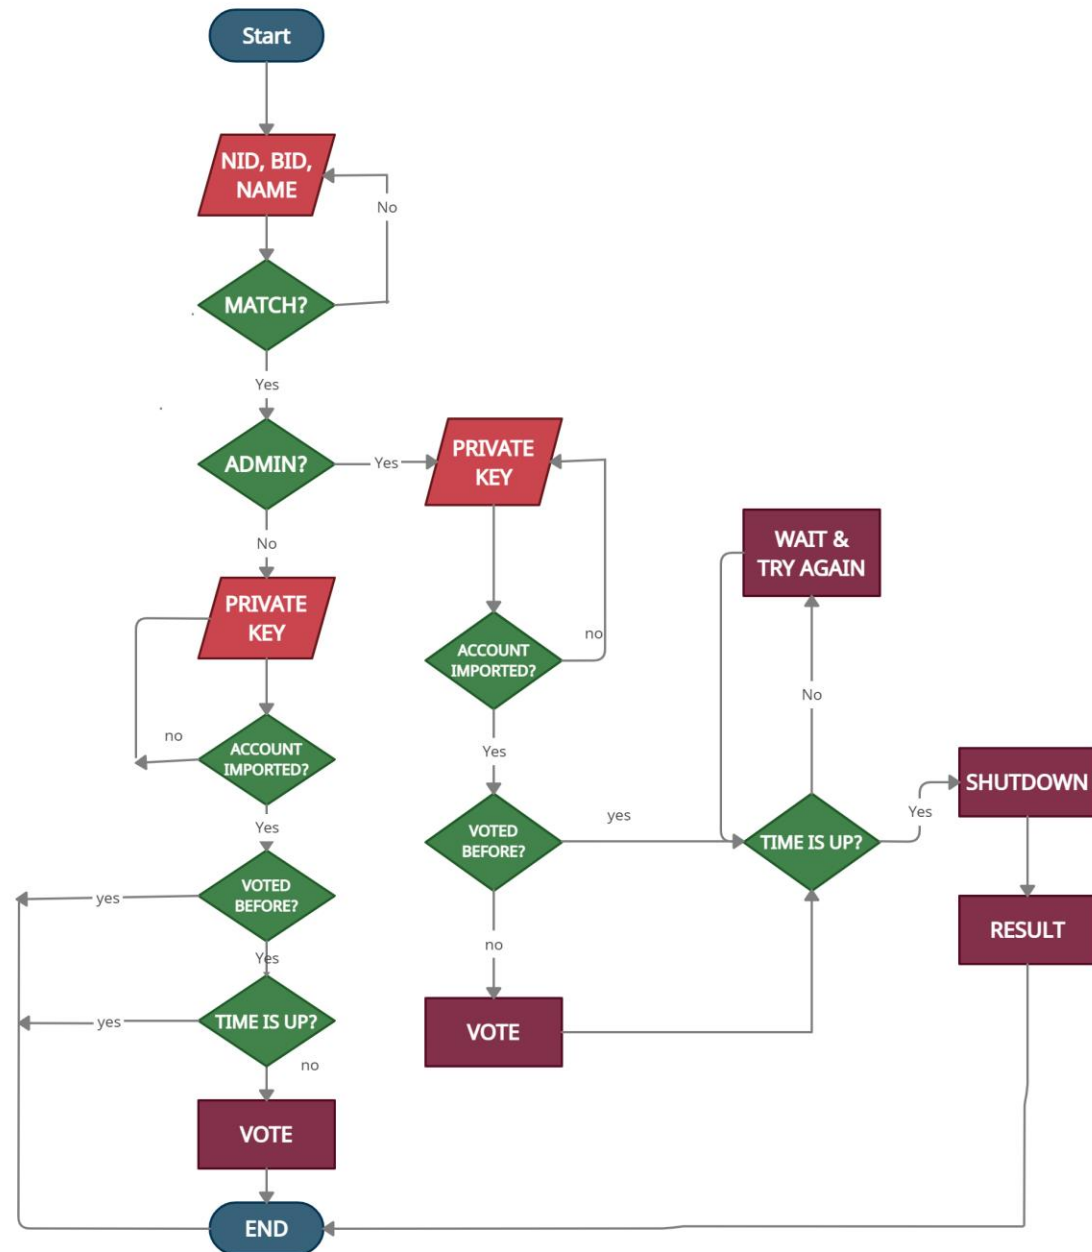 Start
NID, BID,
NAME
No
MATCH?
Yes
ADMIN?
Yes
PRIVATE
KEY
No
PRIVATE
KEY
no
ACCOUNT
IMPORTED?
Yes
VOTED
BEFORE?
yes
Yes
TIME IS UP?
yes
no
VOTE
END
ACCOUNT
IMPORTED?
no
Yes
VOTED
BEFORE?
yes
no
VOTE
WAIT &
TRY AGAIN
No
TIME IS UP?
Yes
SHUTDOWN
RESULT